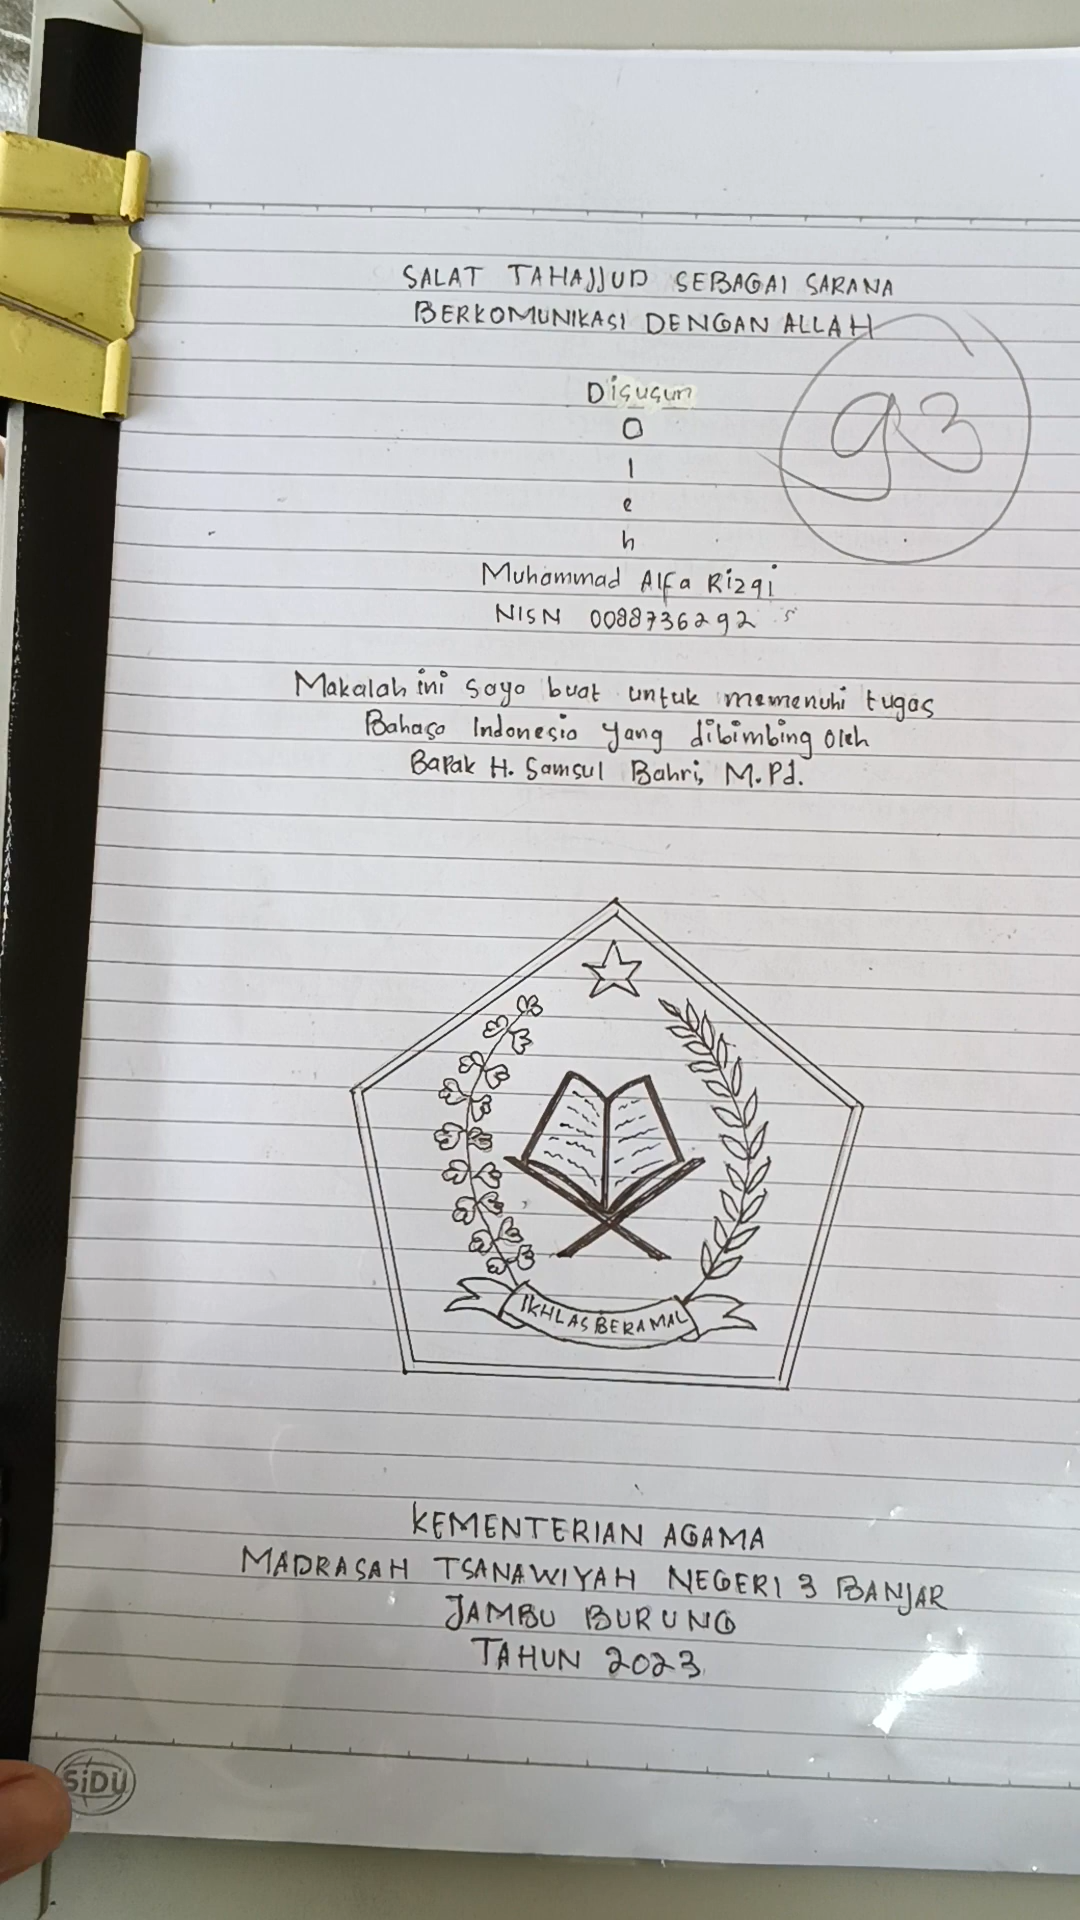 SALAT TAHAJJUD SEBAGAI SARANA
BERKOMUNIKASI DENGAN ALLAH
93
Disusun
O
l
e
h
Muhammad Alfa Rizqi
NISN 0088736292
Makalah ini saya buat untuk memenuhi tugas
Bahasa Indonesia yang dibimbing oleh
Bapak H. Samsul Bahri, M.Pd.
IKHLAS BERAMAL
KEMENTERIAN AGAMA
MADRASAH TSANAWIYAH NEGERI 3 BANJAR
JAMBU BURUNG
TAHUN 2023
SiDU